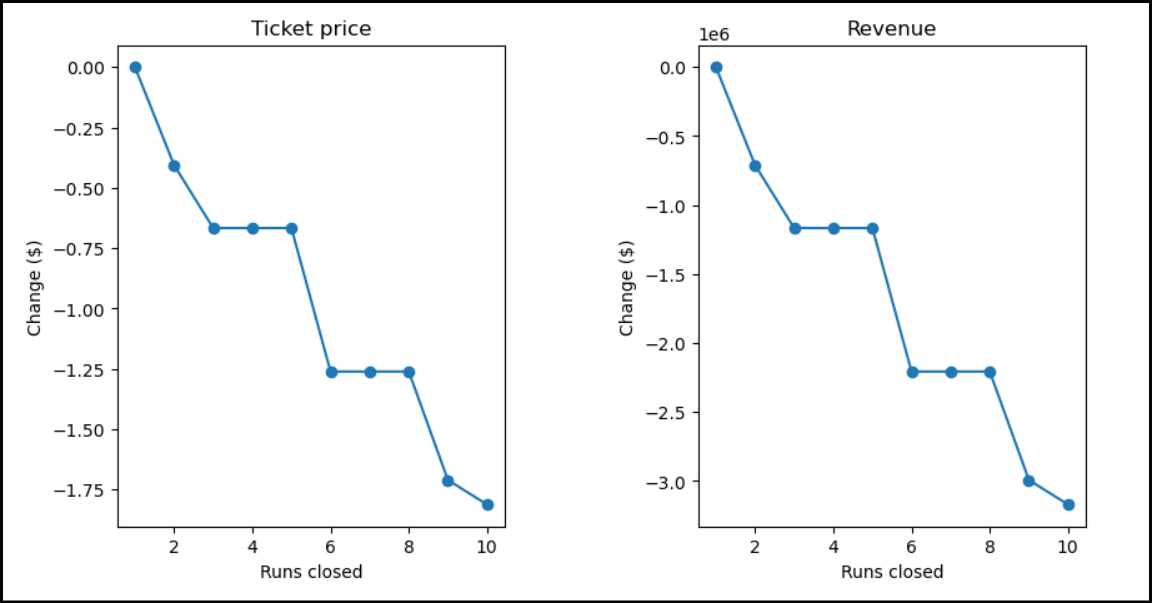 Ticket price
0.00
−0.25
−0.50
−0.75
−1.00
−1.25
−1.50
−1.75
Change ($)
2 4 6 8 10
Runs closed
Revenue
1e6
0.0
−0.5
−1.0
−1.5
−2.0
−2.5
−3.0
Change ($)
2 4 6 8 10
Runs closed